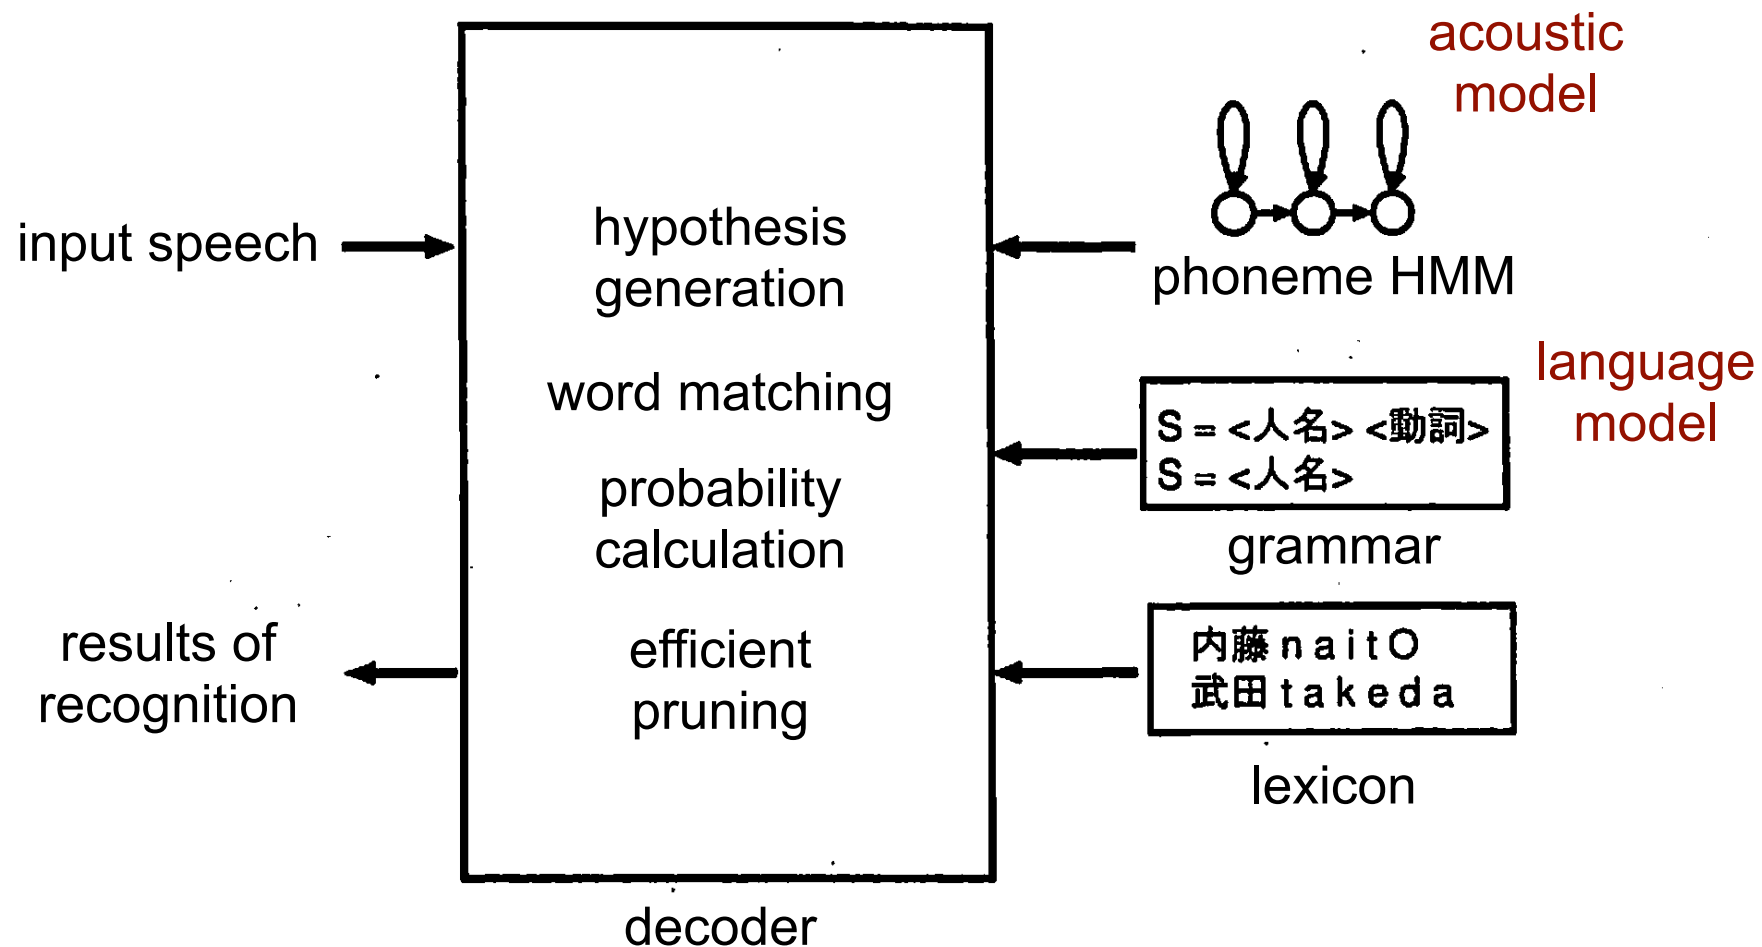 acoustic
model
input speech
hypothesis
generation
phoneme HMM
language
model
word matching
S = <人名> <動詞>
S = <人名>
probability
calculation
grammar
results of
recognition
efficient
pruning
内藤 naitO
武田 takeda
lexicon
decoder